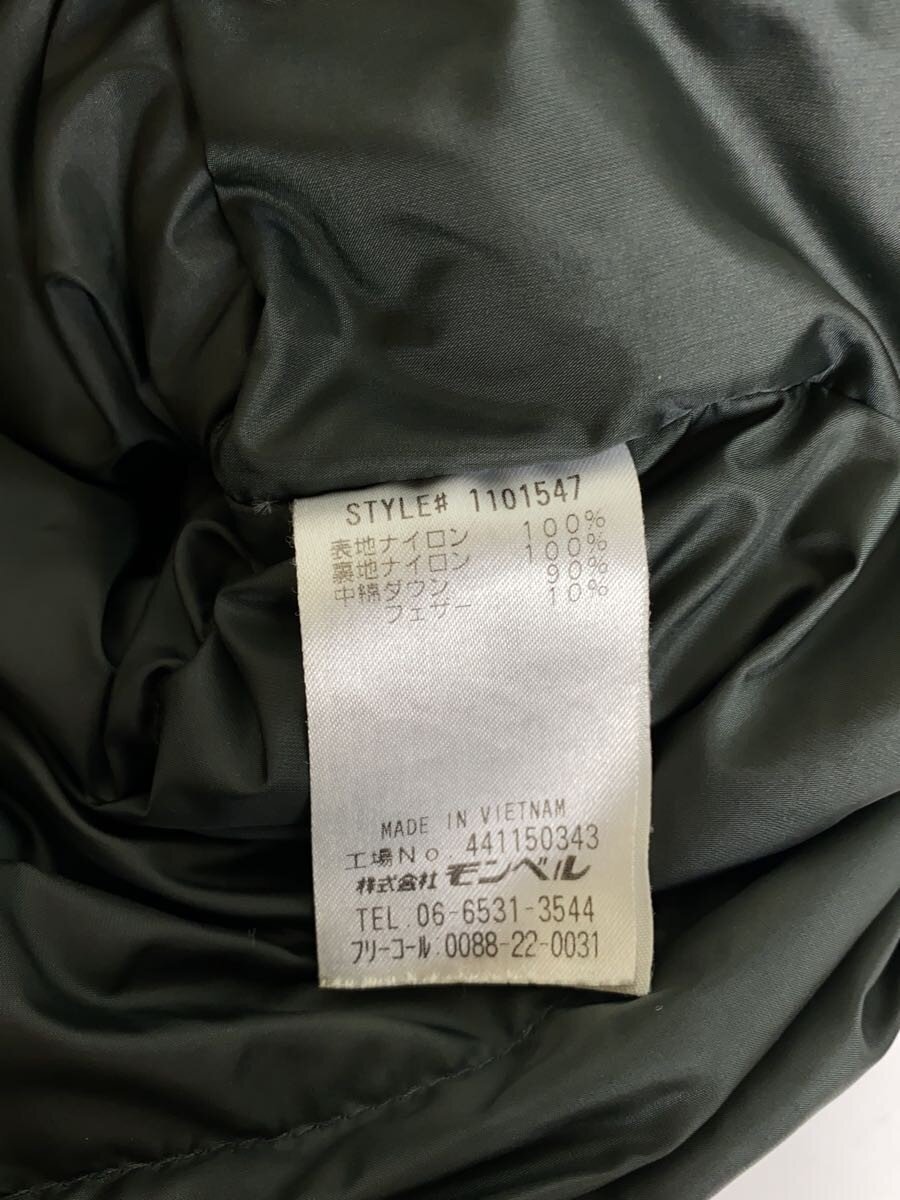 STYLE# 1101547
表地ナイロン 100%
裏地ナイロン 100%
中綿ダウン 90%
フェザー 10%
MADE IN VIETNAM
工場No 441150343
株式会社 モンベル
TEL.06-6531-3544
フリーコール:0088-22-0031